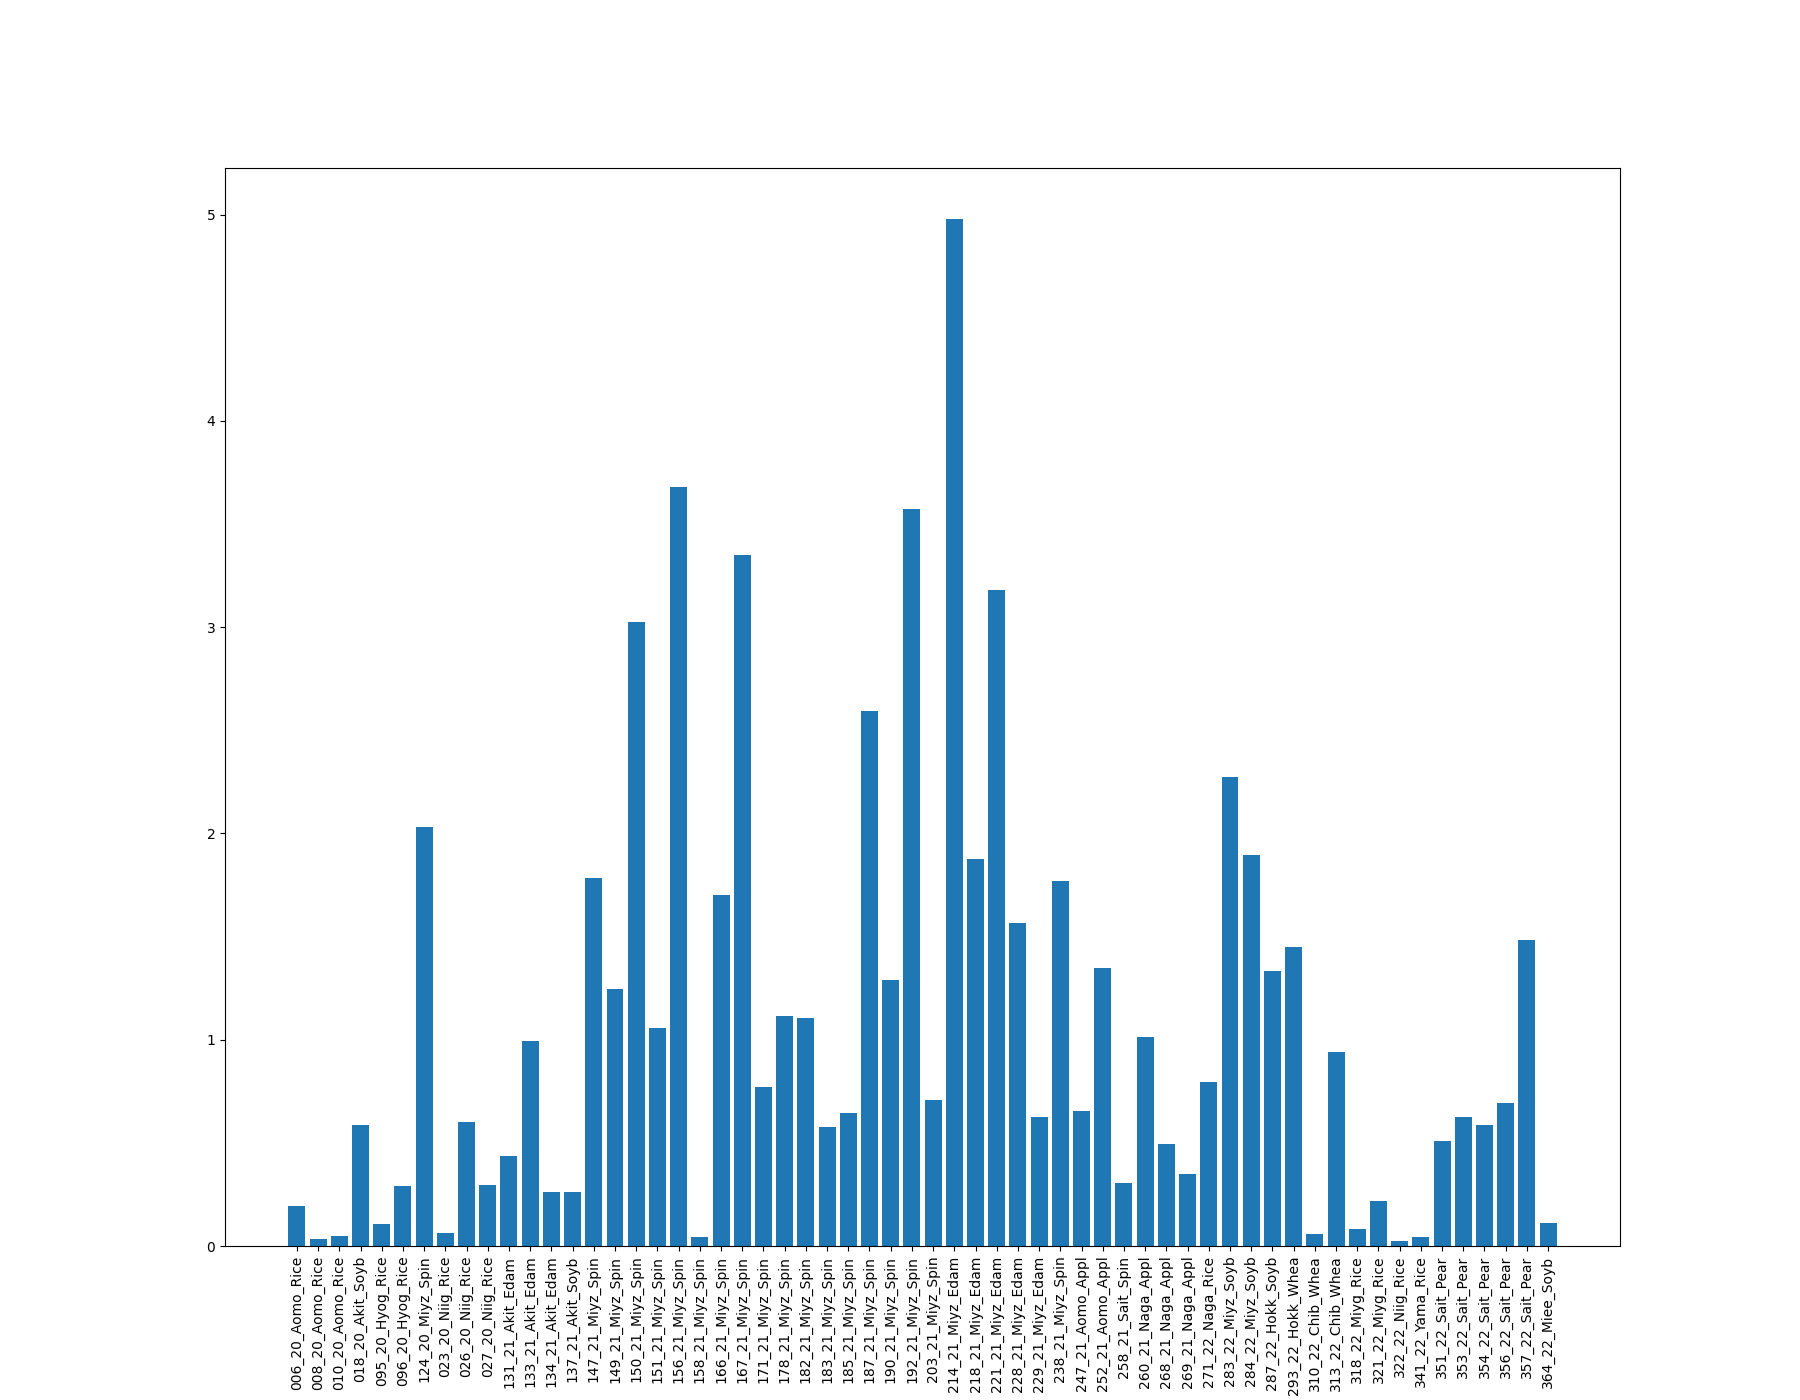 5
4
3
2
1
0
006_20_Aomo_Rice
008_20_Aomo_Rice
010_20_Aomo_Rice
018_20_Akit_Soyb
095_20_Hyog_Rice
096_20_Hyog_Rice
124_20_Miyz_Spin
023_20_Niig_Rice
026_20_Niig_Rice
027_20_Niig_Rice
131_21_Akit_Edam
133_21_Akit_Edam
134_21_Akit_Edam
137_21_Akit_Soyb
147_21_Miyz_Spin
149_21_Miyz_Spin
150_21_Miyz_Spin
151_21_Miyz_Spin
156_21_Miyz_Spin
158_21_Miyz_Spin
166_21_Miyz_Spin
167_21_Miyz_Spin
171_21_Miyz_Spin
178_21_Miyz_Spin
182_21_Miyz_Spin
183_21_Miyz_Spin
185_21_Miyz_Spin
187_21_Miyz_Spin
190_21_Miyz_Spin
192_21_Miyz_Spin
203_21_Miyz_Spin
214_21_Miyz_Edam
218_21_Miyz_Edam
221_21_Miyz_Edam
228_21_Miyz_Edam
229_21_Miyz_Edam
238_21_Miyz_Spin
247_21_Aomo_Appl
252_21_Aomo_Appl
258_21_Sait_Spin
260_21_Naga_Appl
268_21_Naga_Appl
269_21_Naga_Appl
271_22_Naga_Rice
283_22_Miyz_Soyb
284_22_Miyz_Soyb
287_22_Hokk_Soyb
293_22_Hokk_Whea
310_22_Chib_Whea
313_22_Chib_Whea
318_22_Miyg_Rice
321_22_Miyg_Rice
322_22_Niig_Rice
341_22_Yama_Rice
351_22_Sait_Pear
353_22_Sait_Pear
354_22_Sait_Pear
356_22_Sait_Pear
357_22_Sait_Pear
364_22_Miee_Soyb